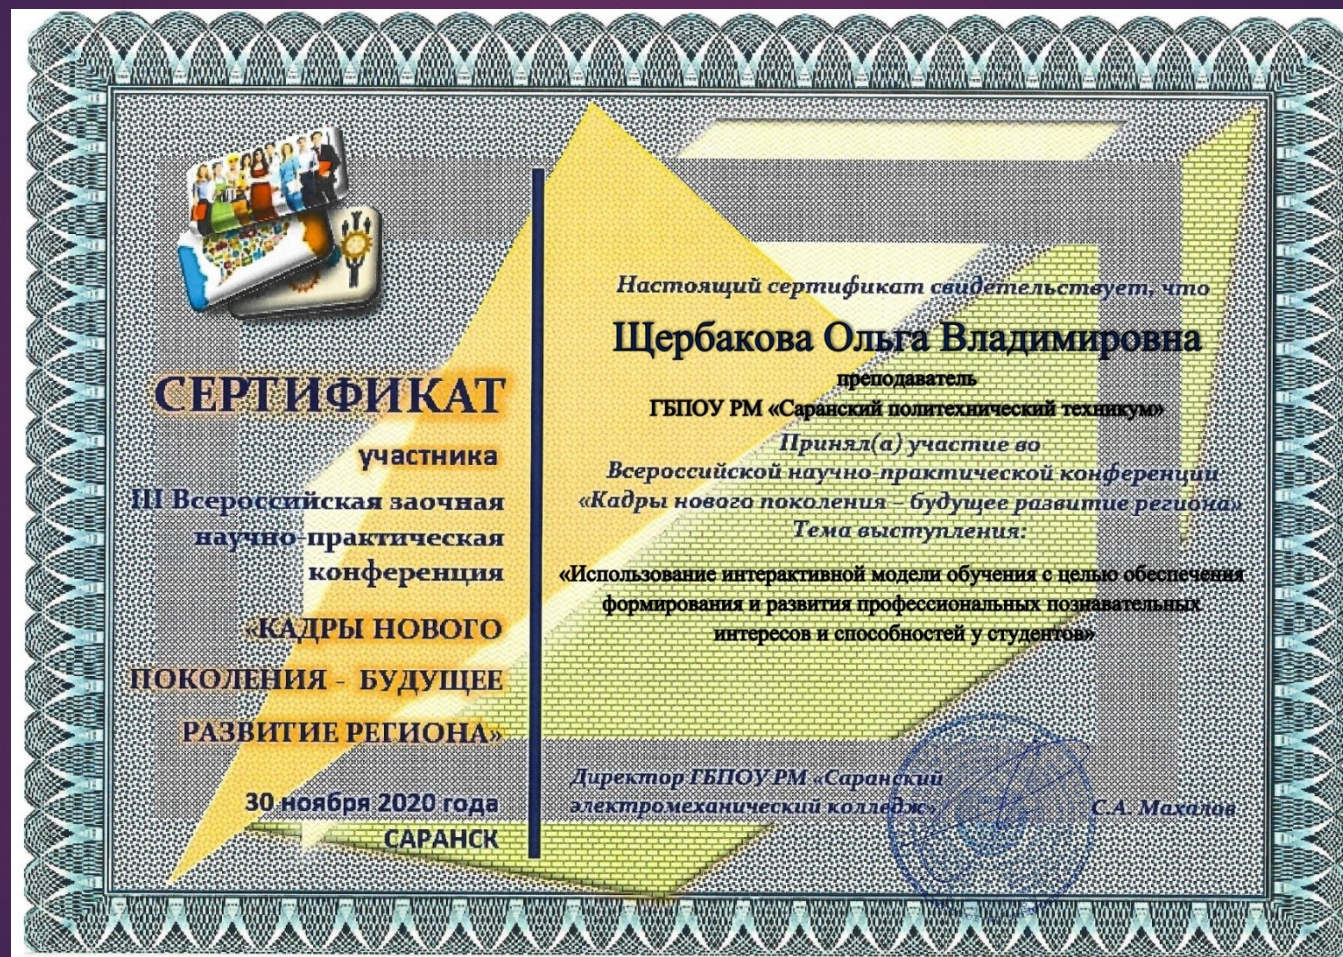 СЕРТИФИКАТ
участника
III Всероссийская заочная
научно-практическая
конференция
«КАДРЫ НОВОГО
ПОКОЛЕНИЯ - БУДУЩЕЕ
РАЗВИТИЕ РЕГИОНА»
30 ноября 2020 года
САРАНСК
Настоящий сертификат свидетельствует, что
Щербакова Ольга Владимировна
преподаватель
ГБПОУ РМ «Саранский политехнический техникум»
Принял(а) участие во
Всероссийской научно-практической конференции
«Кадры нового поколения – будущее развитие региона»
Тема выступления:
«Использование интерактивной модели обучения с целью обеспечения
формирования и развития профессиональных познавательных
интересов и способностей у студентов»
Директор ГБПОУ РМ «Саранский
электромеханический колледж»
С.А. Махалов